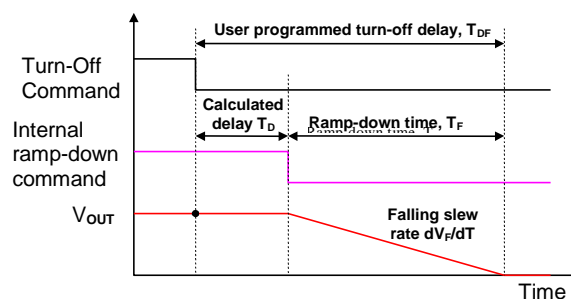 User programmed turn-off delay, TDF
Turn-Off
Command
Calculated
delay TD
Ramp-down time, TF
Internal
ramp-down
command
VOUT
Falling slew
rate dVF/dT
Time